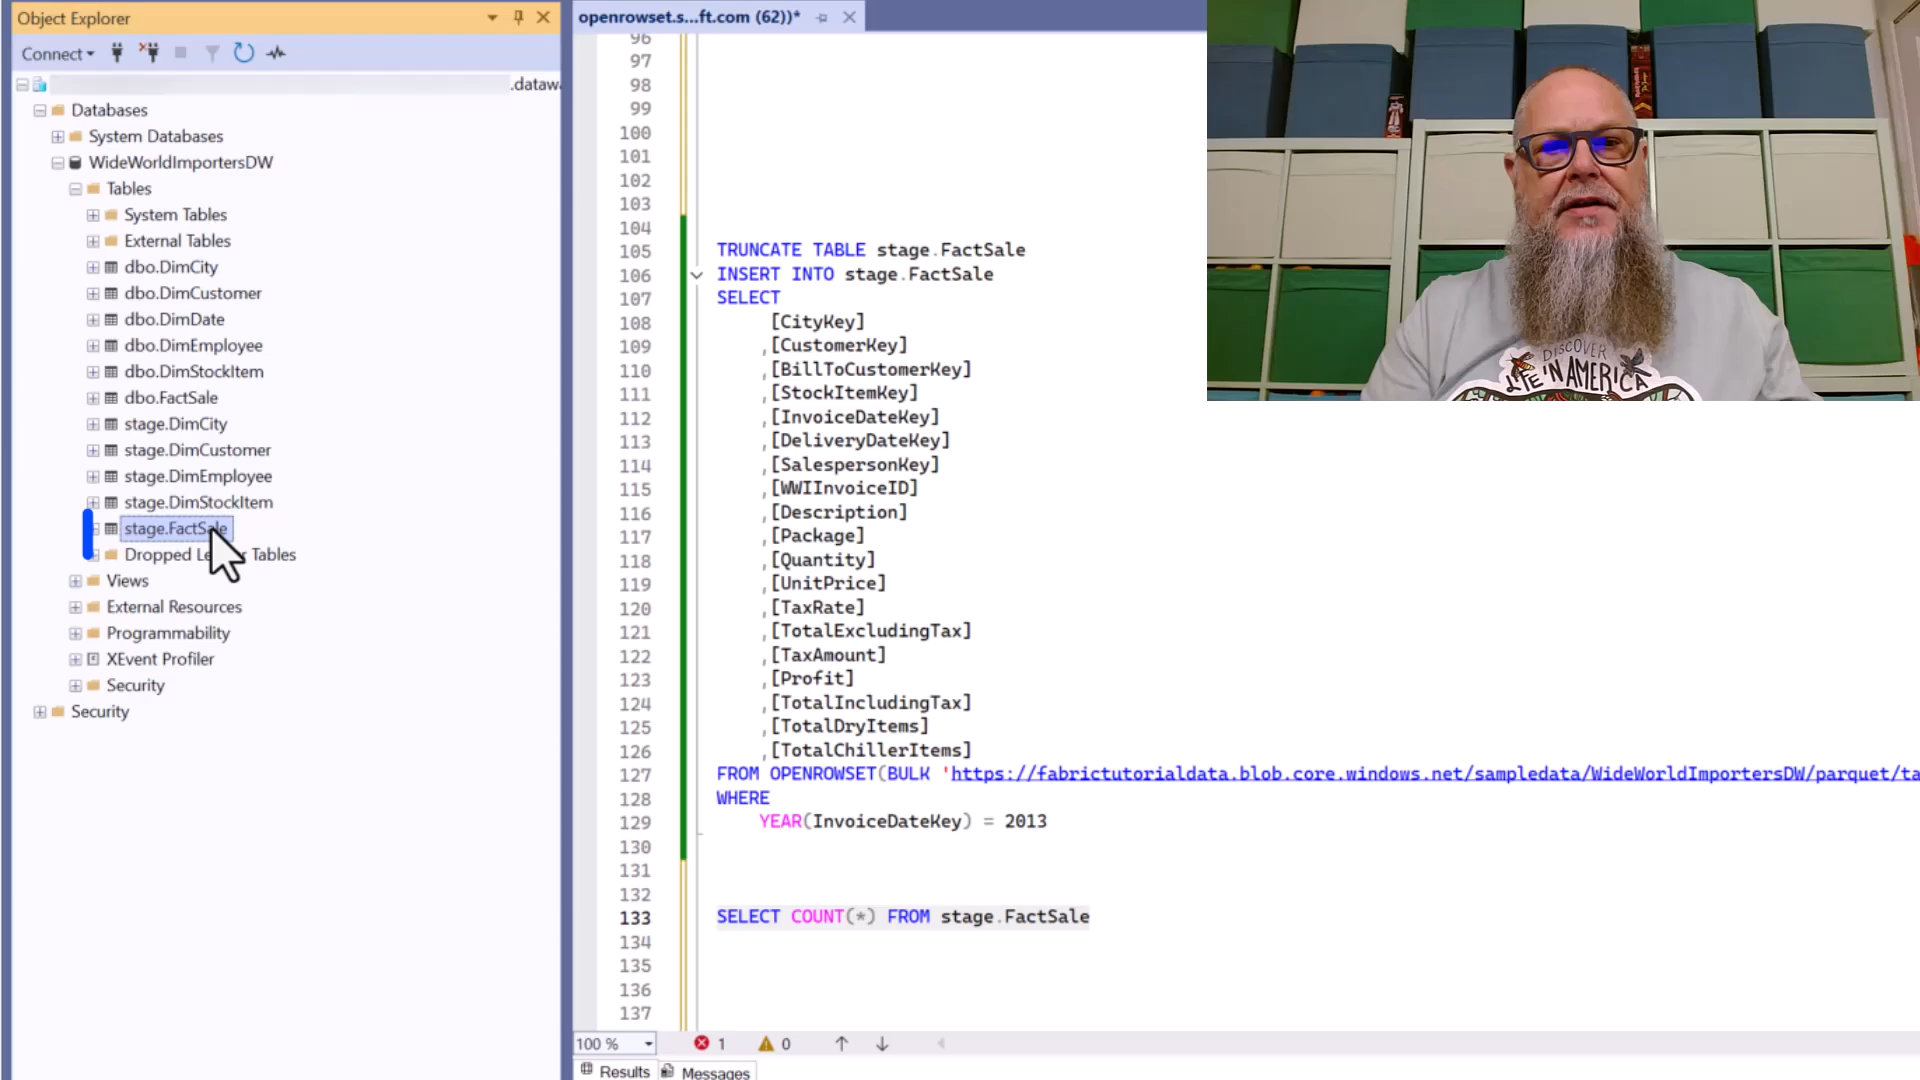 Object Explorer
Connect
.dataw
Databases
System Databases
WideWorldImportersDW
Tables
System Tables
External Tables
dbo.DimCity
dbo.DimCustomer
dbo.DimDate
dbo.DimEmployee
dbo.DimStockItem
dbo.FactSale
stage.DimCity
stage.DimCustomer
stage.DimEmployee
stage.DimStockItem
stage.FactSale
Dropped Tables
Views
External Resources
Programmability
XEvent Profiler
Security
Security
openrowset.s...ft.com (62))*
96
97
98
99
100
101
102
103
104
105 TRUNCATE TABLE stage.FactSale
106 INSERT INTO stage.FactSale
107 SELECT
108 [CityKey]
109 ,[CustomerKey]
110 ,[BillToCustomerKey]
111 ,[StockItemKey]
112 ,[InvoiceDateKey]
113 ,[DeliveryDateKey]
114 ,[SalespersonKey]
115 ,[WWIInvoiceID]
116 ,[Description]
117 ,[Package]
118 ,[Quantity]
119 ,[UnitPrice]
120 ,[TaxRate]
121 ,[TotalExcludingTax]
122 ,[TaxAmount]
123 ,[Profit]
124 ,[TotalIncludingTax]
125 ,[TotalDryItems]
126 ,[TotalChillerItems]
127 FROM OPENROWSET(BULK 'https://fabrictutorialdata.blob.core.windows.net/sampledata/WideWorldImportersDW/parquet/ta
128 WHERE
129 YEAR(InvoiceDateKey) = 2013
130
131
132
133 SELECT COUNT(*) FROM stage.FactSale
134
135
136
137
100 %
1
0
Results
Messages
DISCOVER
LIFE IN AMERICA